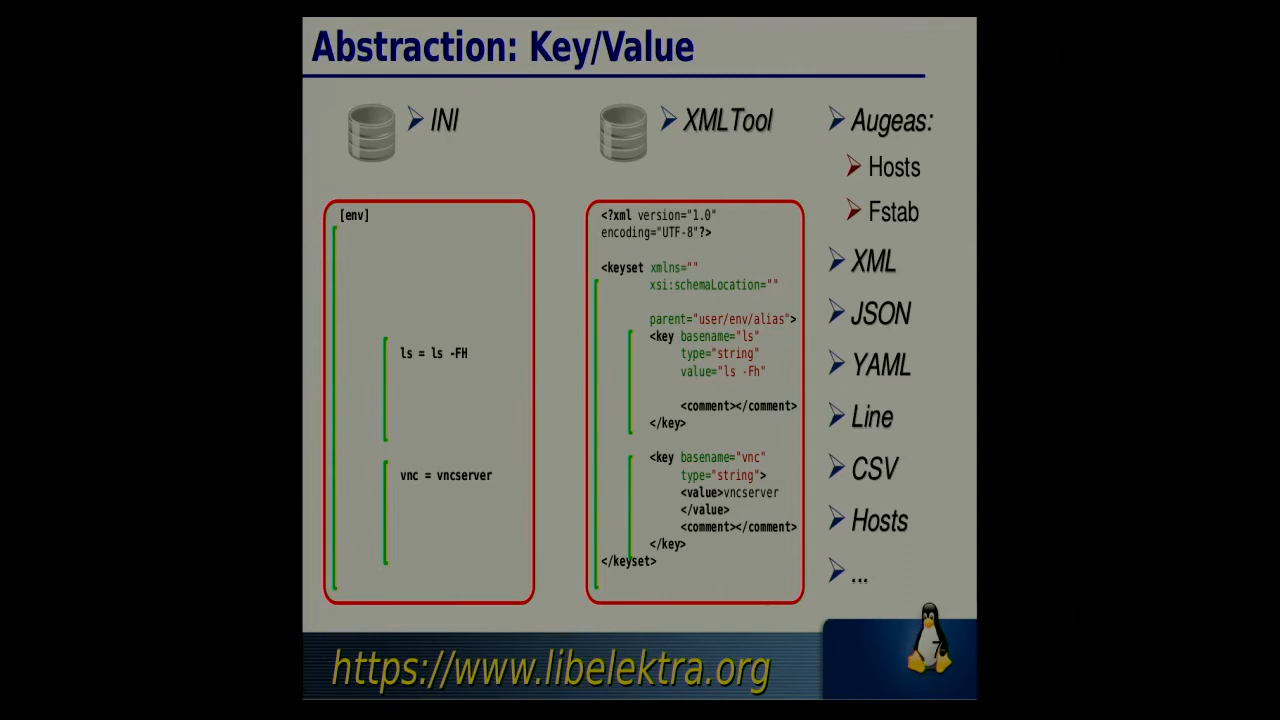 Abstraction: Key/Value
INI
[env]
ls = ls -FH
vnc = vncserver
XMLTool
<?xml version="1.0"
encoding="UTF-8"?>
<keyset xmlns=""
xsi:schemaLocation=""
parent="user/env/alias">
<key basename="ls"
type="string"
value="ls -Fh"
<comment></comment>
</key>
<key basename="vnc"
type="string">
<value>vncserver
</value>
<comment></comment>
</key>
</keyset>
Augeas:
Hosts
Fstab
XML
JSON
YAML
Line
CSV
Hosts
...
https://www.libelektra.org
7